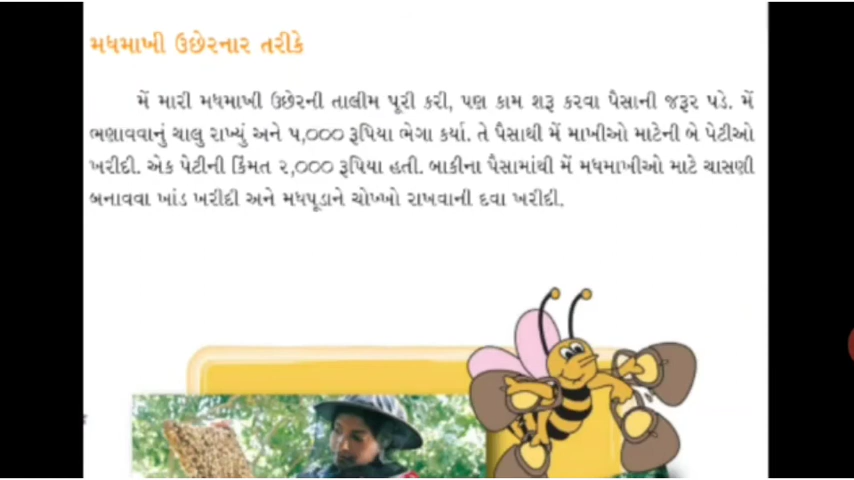 મધમાખી ઉછેરનાર તરીકે
મેં મારી મધમાખી ઉછેરની તાલીમ પૂરી કરી, પણ કામ શરૂ કરવા પૈસાની જરૂર પડે. મેં
ભણાવવાનું ચાલુ રાખ્યું અને ૫,૦૦૦ રૂપિયા ભેગા કર્યા. તે પૈસાથી મેં માખીઓ માટેની બે પેટીઓ
ખરીદી. એક પેટીની કિંમત ૨,૦૦૦ રૂપિયા હતી. બાકીના પૈસામાંથી મેં મધમાખીઓ માટે ચાસણી
બનાવવા ખાંડ ખરીદી અને મધપૂડાને ચોખ્ખો રાખવાની દવા ખરીદી.